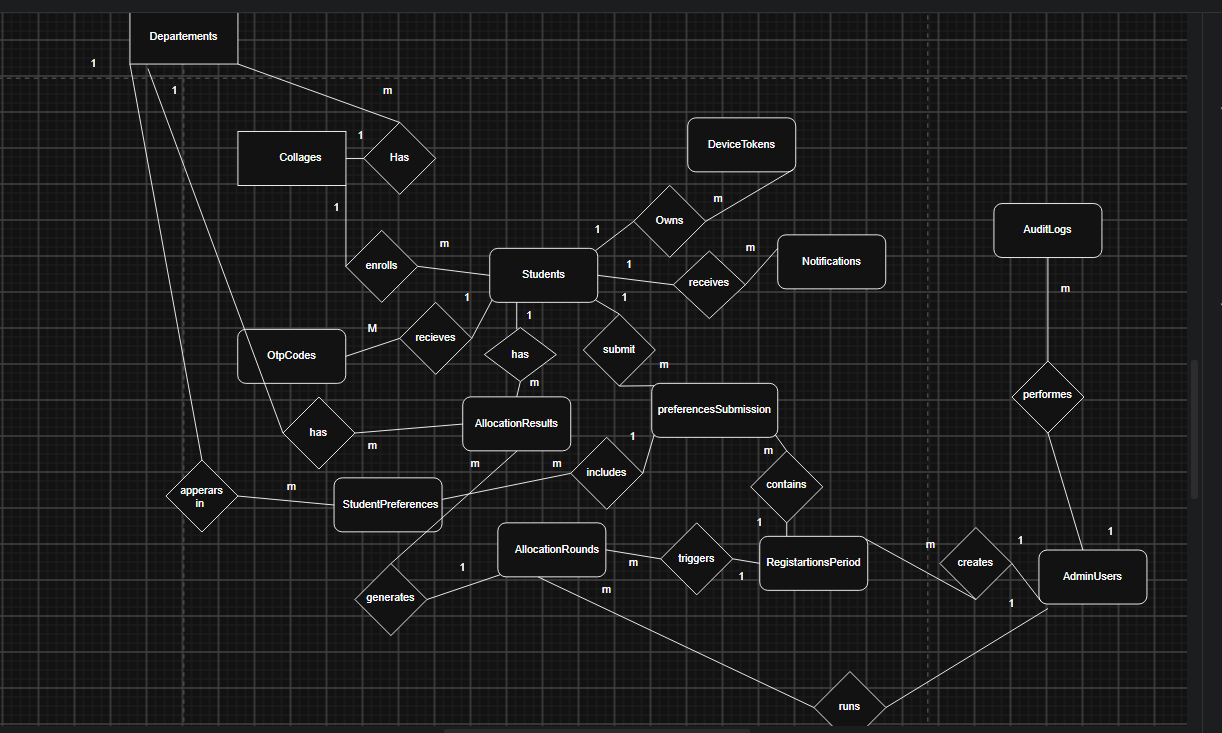 Departements
1
1
m
1
Collages
Has
DeviceTokens
1
m
Owns
AuditLogs
enrolls
m
1
m
Students
1
receives
Notifications
1
1
m
OtpCodes
M
recieves
1
has
submit
m
m
performes
has
m
AllocationResults
preferencesSubmission
1
m
m
includes
m
contains
apperars
in
m
StudentPreferences
1
1
AllocationRounds
m
triggers
1
RegistartionsPeriod
m
creates
1
AdminUsers
generates
1
m
1
runs